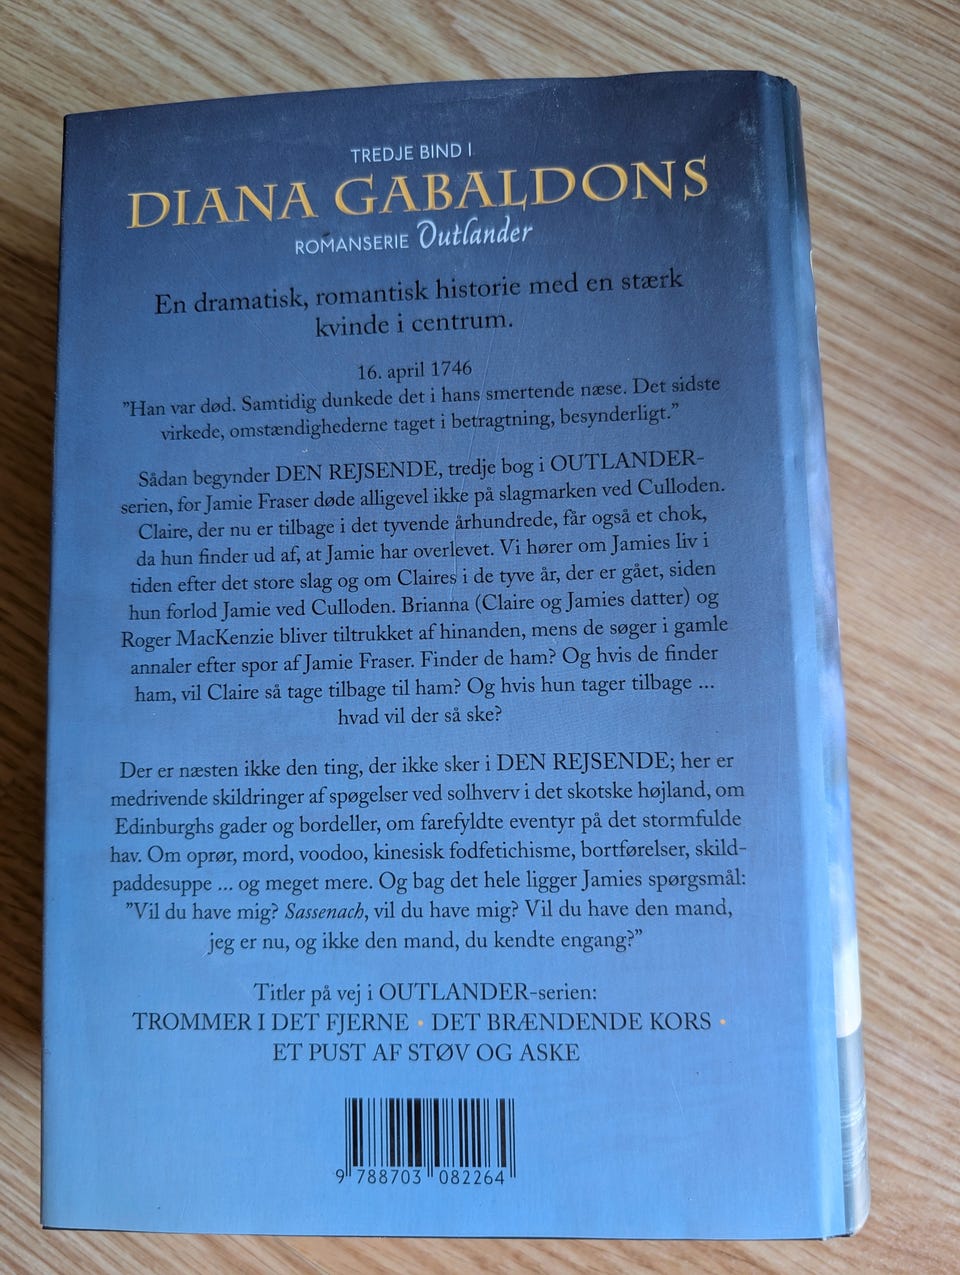 TREDJE BIND I
DIANA GABALDONS
ROMANSERIE Outlander
En dramatisk, romantisk historie med en stærk
kvinde i centrum.
16. april 1746
”Han var død. Samtidig dunkede det i hans smertende næse. Det sidste
virkede, omstændighederne taget i betragtning, besynderligt.”
Sådan begynder DEN REJSENDE, tredje bog i OUTLANDER-
serien, for Jamie Fraser døde alligevel ikke på slagmarken ved Culloden.
Claire, der nu er tilbage i det tyvende århundrede, får også et chok,
da hun finder ud af, at Jamie har overlevet. Vi hører om Jamies liv i
tiden efter det store slag og om Claires i de tyve år, der er gået, siden
hun forlod Jamie ved Culloden. Brianna (Claire og Jamies datter) og
Roger MacKenzie bliver tiltrukket af hinanden, mens de søger i gamle
annaler efter spor af Jamie Fraser. Finder de ham? Og hvis de finder
ham, vil Claire så tage tilbage til ham? Og hvis hun tager tilbage ...
hvad vil der så ske?
Der er næsten ikke den ting, der ikke sker i DEN REJSENDE; her er
medrivende skildringer af spøgelser ved solhverv i det skotske højland, om
Edinburghs gader og bordeller, om farefyldte eventyr på det stormfulde
hav. Om oprør, mord, voodoo, kinesisk fodfetichisme, bortførelser, skild-
paddesuppe ... og meget mere. Og bag det hele ligger Jamies spørgsmål:
”Vil du have mig? Sassenach, vil du have mig? Vil du have den mand,
jeg er nu, og ikke den mand, du kendte engang?”
Titler på vej i OUTLANDER-serien:
TROMMER I DET FJERNE • DET BRÆNDENDE KORS •
ET PUST AF STØV OG ASKE
9 788703 082264